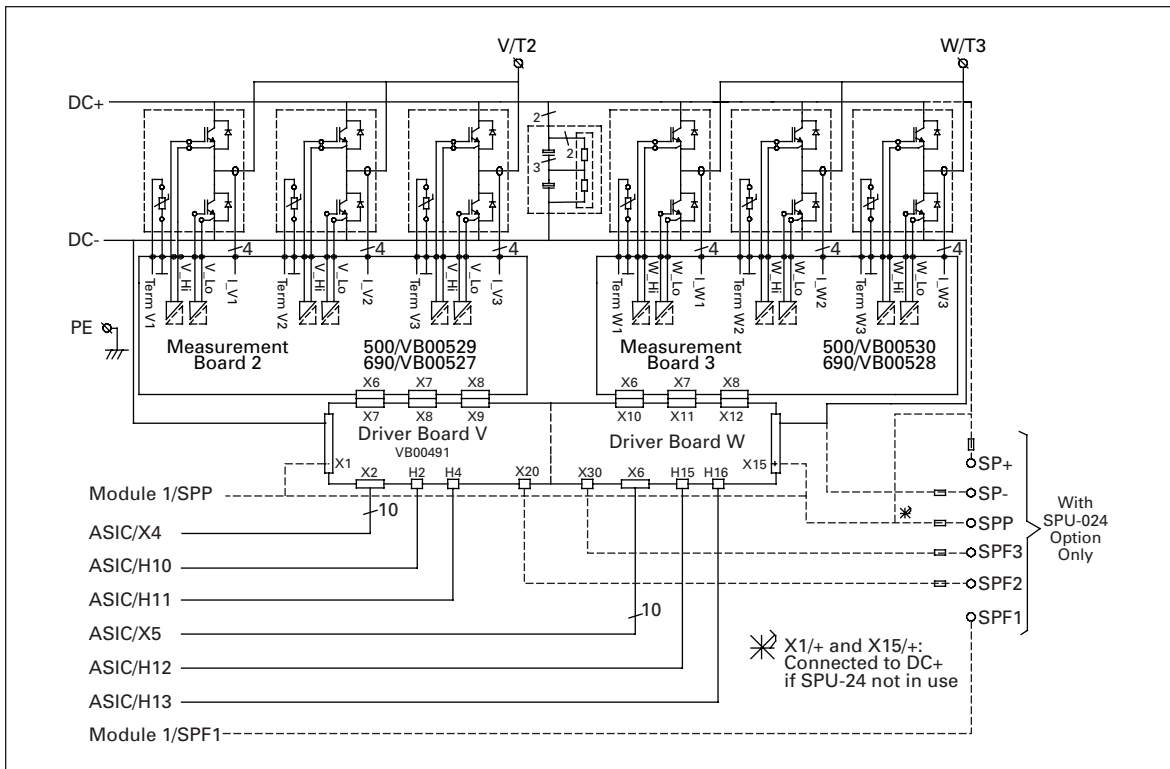 V/T2
W/T3
DC+
2
2
3
DC-
4
4
4
4
4
4
Term V1
V_Hi
V_Lo
I_V1
Term V2
V_Hi
V_Lo
I_V2
Term V3
V_Hi
V_Lo
I_V3
Term W1
W_Hi
W_Lo
I_W1
Term W2
W_Hi
W_Lo
I_W2
Term W3
W_Hi
W_Lo
I_W3
PE
Measurement
Board 2
500/VB00529
690/VB00527
Measurement
Board 3
500/VB00530
690/VB00528
X6
X7
X8
X6
X7
X8
X7
X8
X9
X10
X11
X12
Driver Board V
VB00491
Driver Board W
X1
X2
H2
H4
X20
X30
X6
H15
H16
X15
+
SP+
SP-
SPP
SPF3
SPF2
SPF1
With
SPU-024
Option
Only
Module 1/SPP
10
ASIC/X4
ASIC/H10
ASIC/H11
10
ASIC/X5
ASIC/H12
ASIC/H13
Module 1/SPF1
X1/+ and X15/+:
Connected to DC+
if SPU-24 not in use